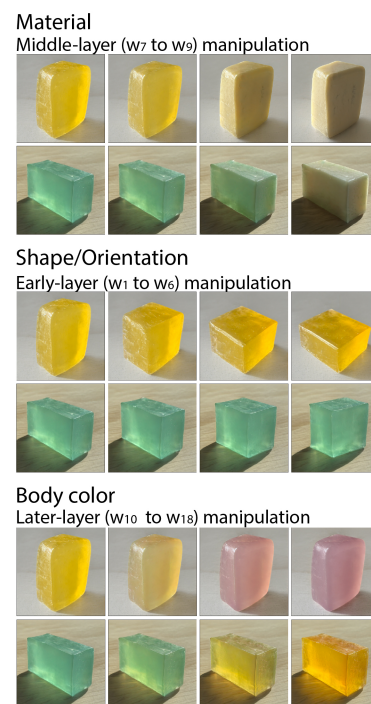 Material
Middle-layer (w7 to w9) manipulation
Shape/Orientation
Early-layer (w1 to w6) manipulation
Body color
Later-layer (w10 to w18) manipulation